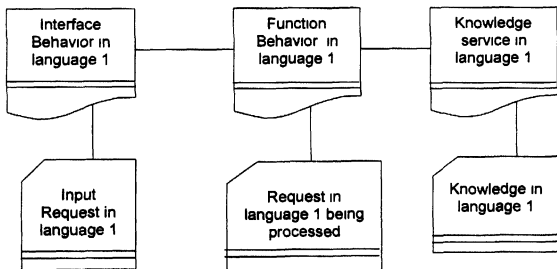 Interface
Behavior in
language 1
Function
Behavior in
language 1
Knowledge
service in
language 1
Input
Request in
language 1
Request in
language 1 being
processed
Knowledge in
language 1